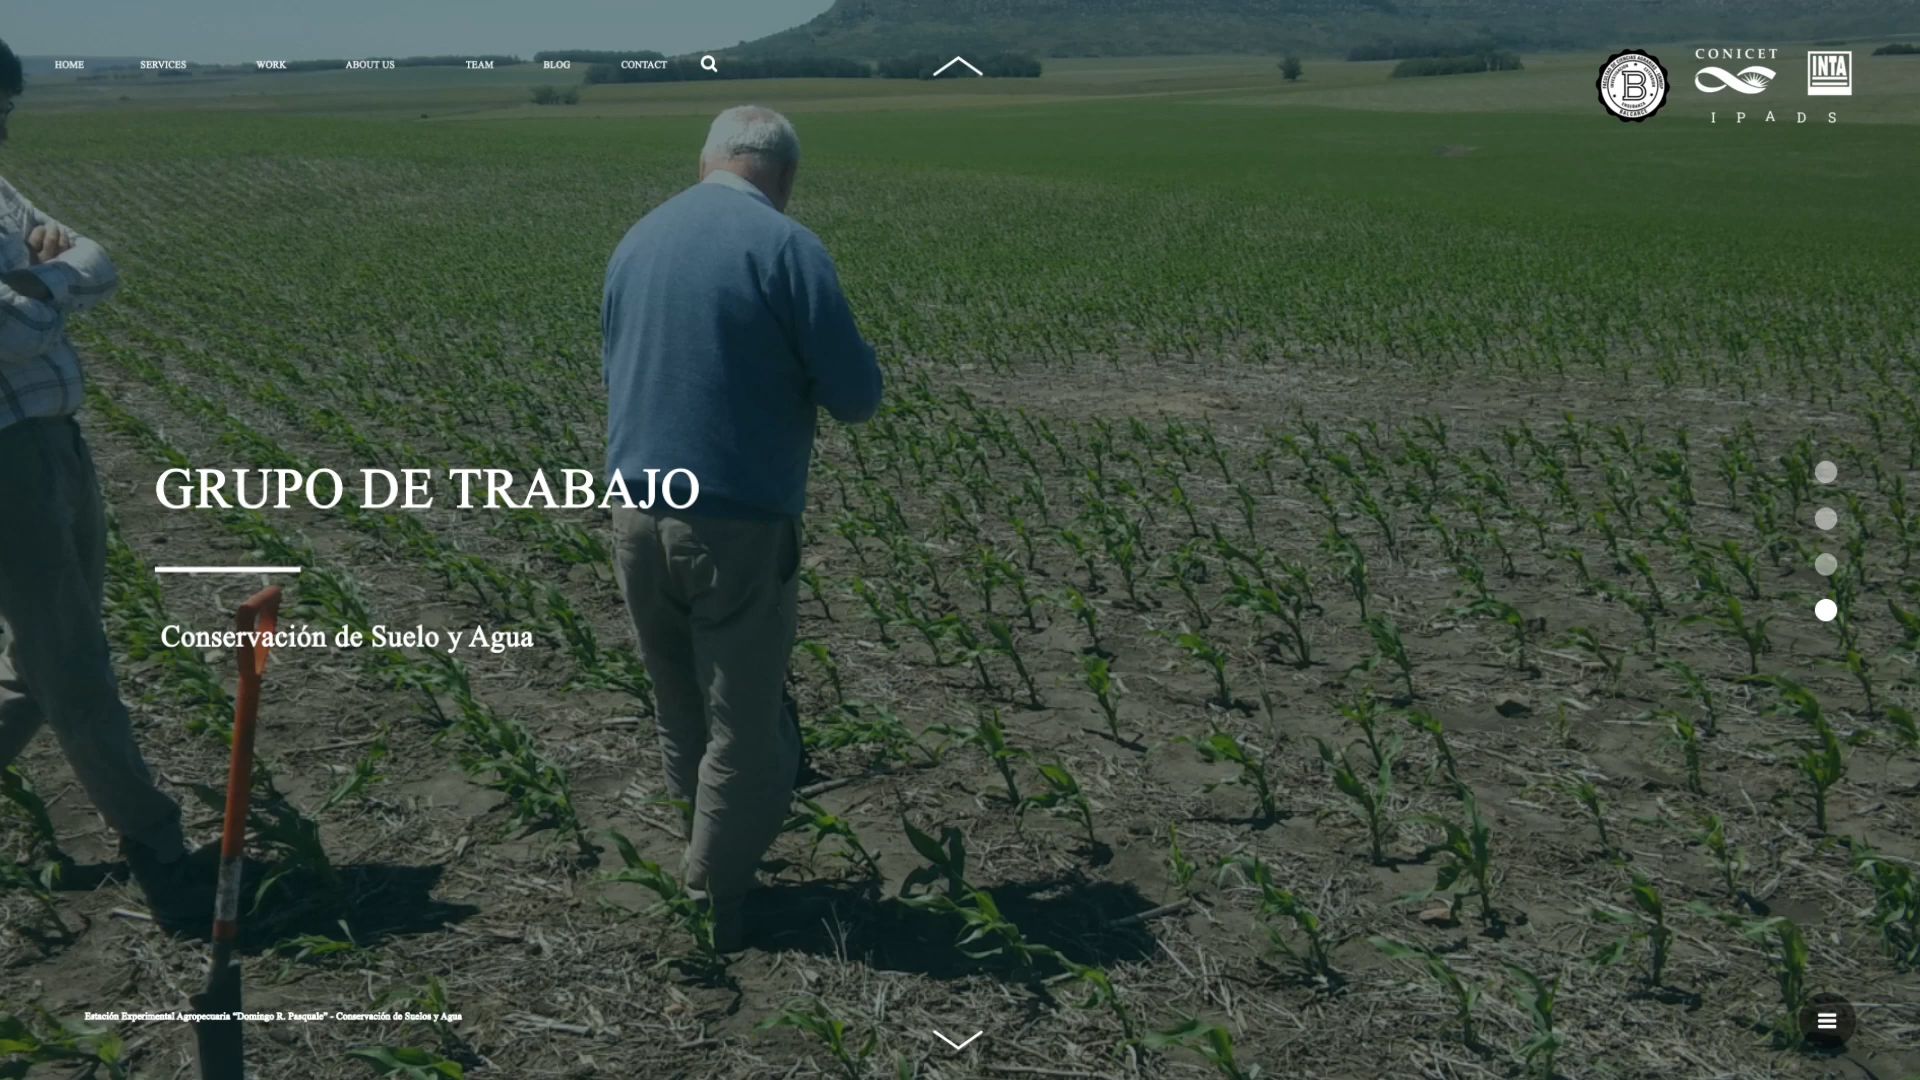 HOME SERVICES WORK ABOUT US TEAM BLOG CONTACT
CONICET
INTA
I P A D S
B
BALCARCE
GRUPO DE TRABAJO
Conservación de Suelo y Agua
Estación Experimental Agropecuaria "Domingo R. Pasquale" - Conservación de Suelos y Agua